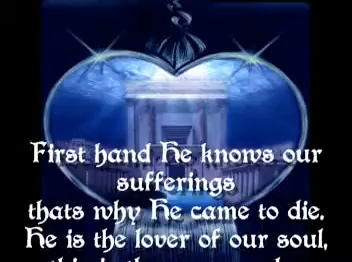 First hand He knows our
sufferings
thats why He came to die.
He is the lover of our soul,